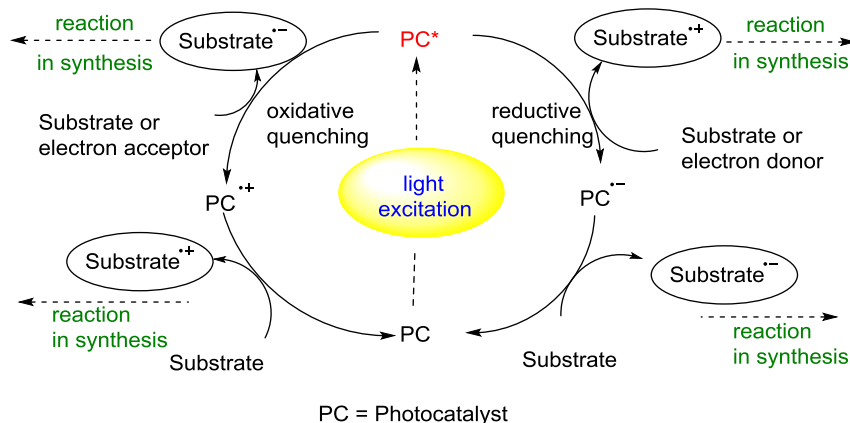 reaction
in synthesis
Substrate•−
PC*
Substrate•+
reaction
in synthesis
Substrate or
electron acceptor
oxidative
quenching
reductive
quenching
Substrate or
electron donor
light
excitation
PC•+
PC•−
Substrate•+
Substrate•−
reaction
in synthesis
Substrate
PC
Substrate
reaction
in synthesis
PC = Photocatalyst